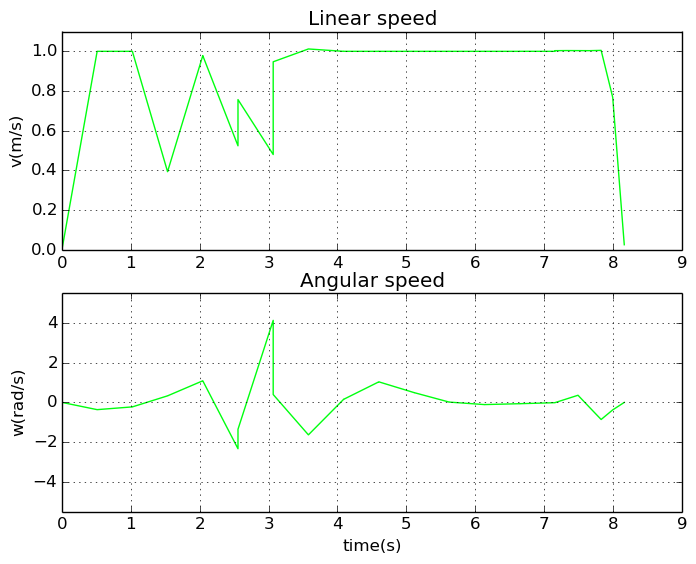 Linear speed
1.0
0.8
0.6
0.4
0.2
0.0
v(m/s)
0 1 2 3 4 5 6 7 8 9
Angular speed
4
2
0
−2
−4
w(rad/s)
0 1 2 3 4 5 6 7 8 9
time(s)